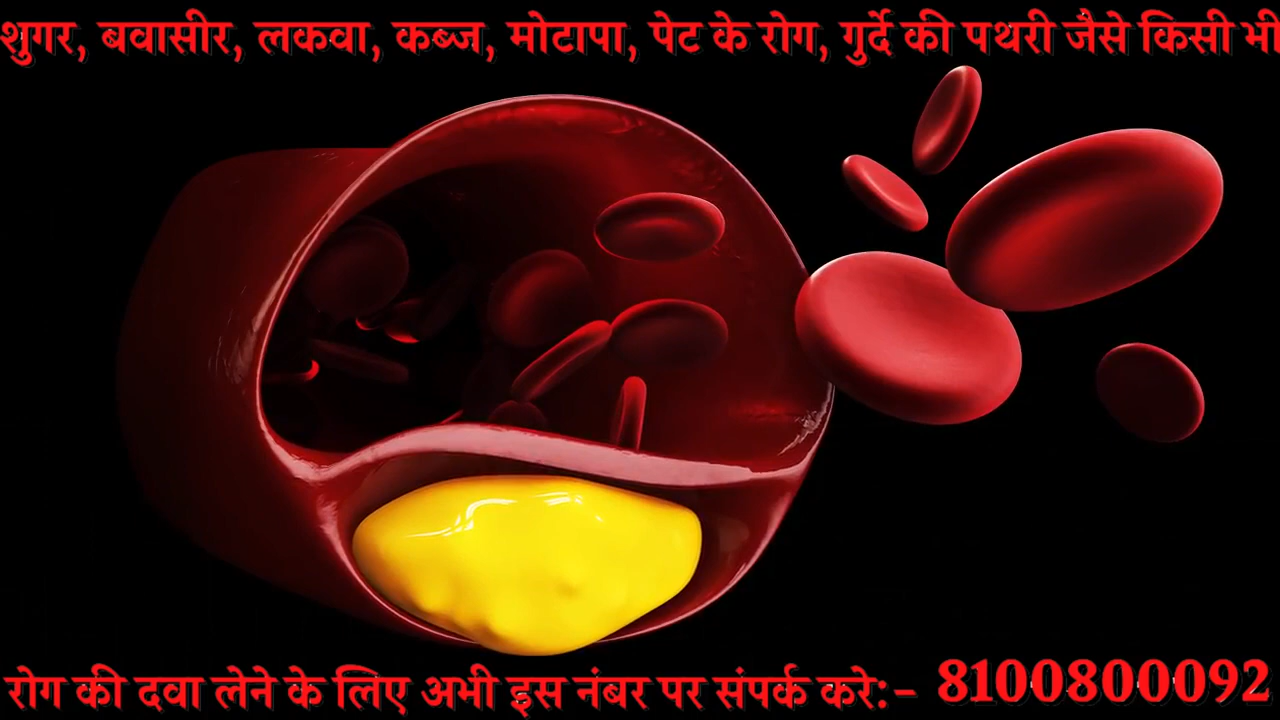 शुगर, बवासीर, लकवा, कब्ज, मोटापा, पेट के रोग, गुर्दे की पथरी जैसे किसी भी
रोग की दवा लेने के लिए अभी इस नंबर पर संपर्क करे:- 8100800092